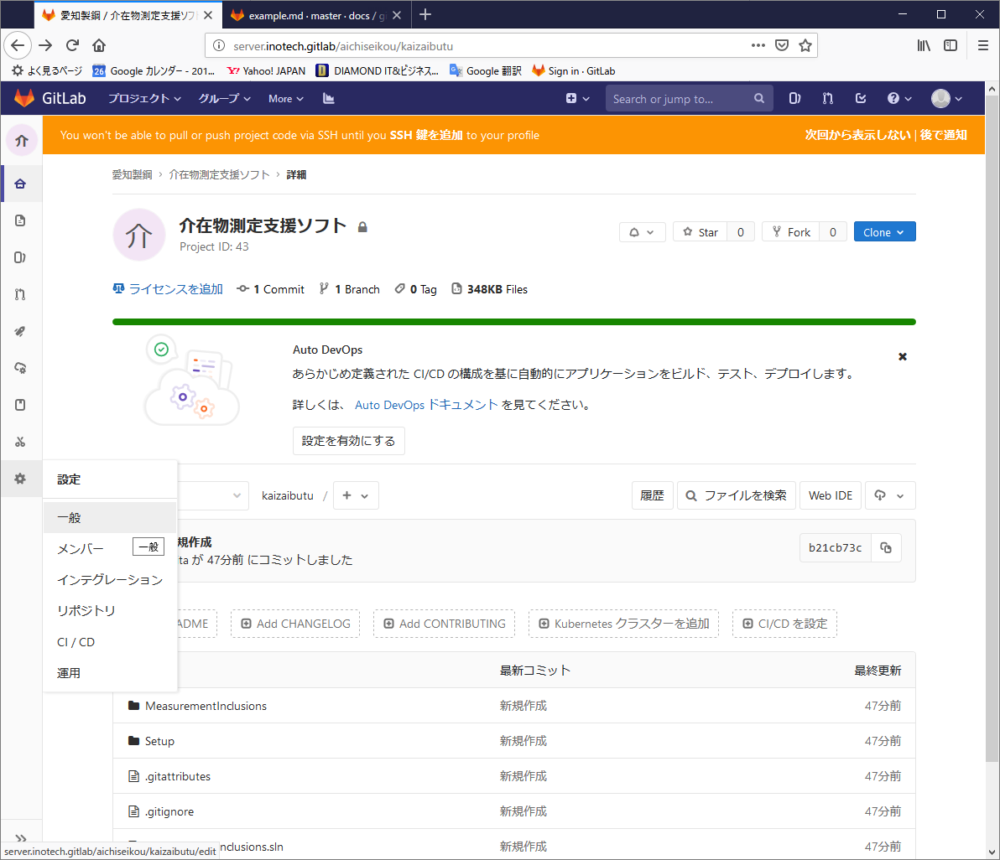 愛知製鋼 / 介在物測定支援ソフ
example.md · master · docs / g
server.inotech.gitlab/aichiseikou/kaizaibutu
よく見るページ
26 Google カレンダー - 201...
Y! Yahoo! JAPAN
DIAMOND IT&ビジネス...
Google 翻訳
Sign in · GitLab
GitLab プロジェクト グループ More
Search or jump to...
介
You won't be able to pull or push project code via SSH until you SSH 鍵を追加 to your profile
次回から表示しない | 後で通知
愛知製鋼 › 介在物測定支援ソフト › 詳細
介
介在物測定支援ソフト
Project ID: 43
Star 0 Fork 0 Clone
ライセンスを追加 1 Commit 1 Branch 0 Tag 348KB Files
Auto DevOps
あらかじめ定義された CI/CD の構成を基に自動的にアプリケーションをビルド、テスト、デプロイします。
詳しくは、 Auto DevOps ドキュメント を見てください。
設定を有効にする
設定
一般
メンバー
一般
インテグレーション
リポジトリ
CI / CD
運用
kaizaibutu / +
履歴 ファイルを検索 Web IDE
規作成
ta が 47分前 にコミットしました
b21cb73c
ADME Add CHANGELOG Add CONTRIBUTING Kubernetes クラスターを追加 CI/CD を設定
最新コミット 最終更新
MeasurementInclusions 新規作成 47分前
Setup 新規作成 47分前
.gitattributes 新規作成 47分前
.gitignore 新規作成 47分前
nclusions.sln 新規作成 47分前
server.inotech.gitlab/aichiseikou/kaizaibutu/edit